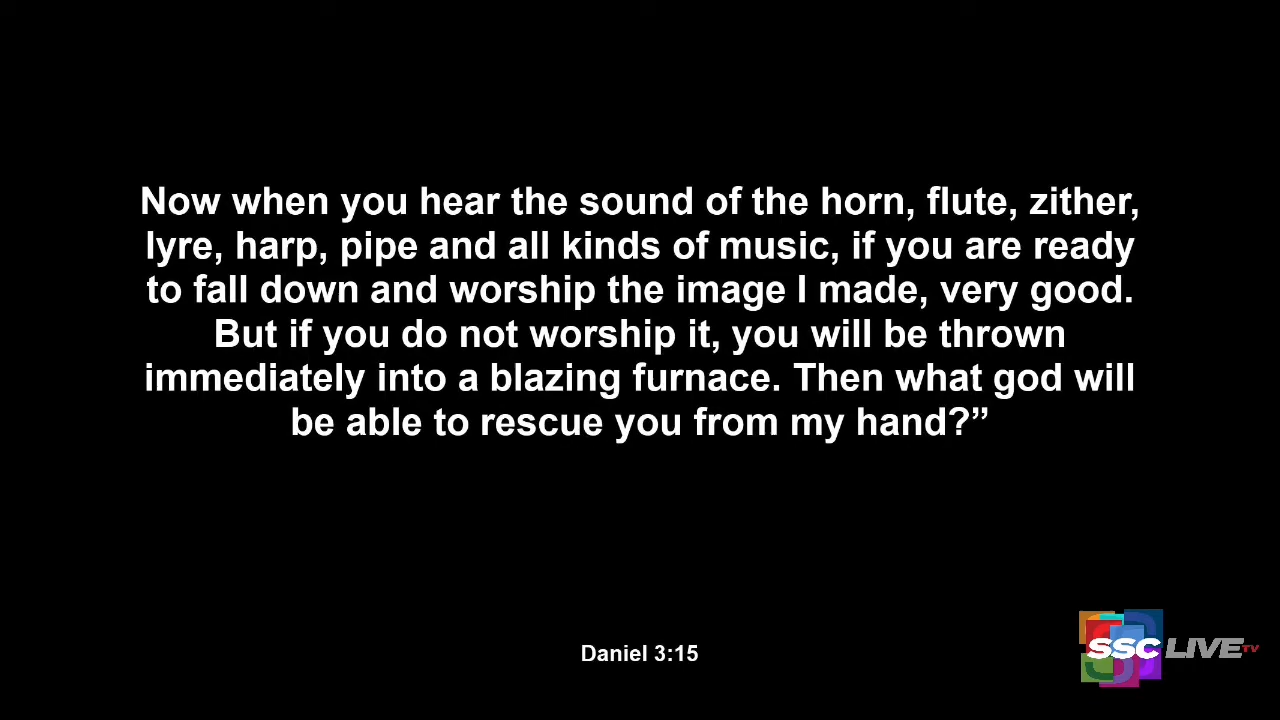 Now when you hear the sound of the horn, flute, zither,
lyre, harp, pipe and all kinds of music, if you are ready
to fall down and worship the image I made, very good.
But if you do not worship it, you will be thrown
immediately into a blazing furnace. Then what god will
be able to rescue you from my hand?”
Daniel 3:15
SSC LIVE TV